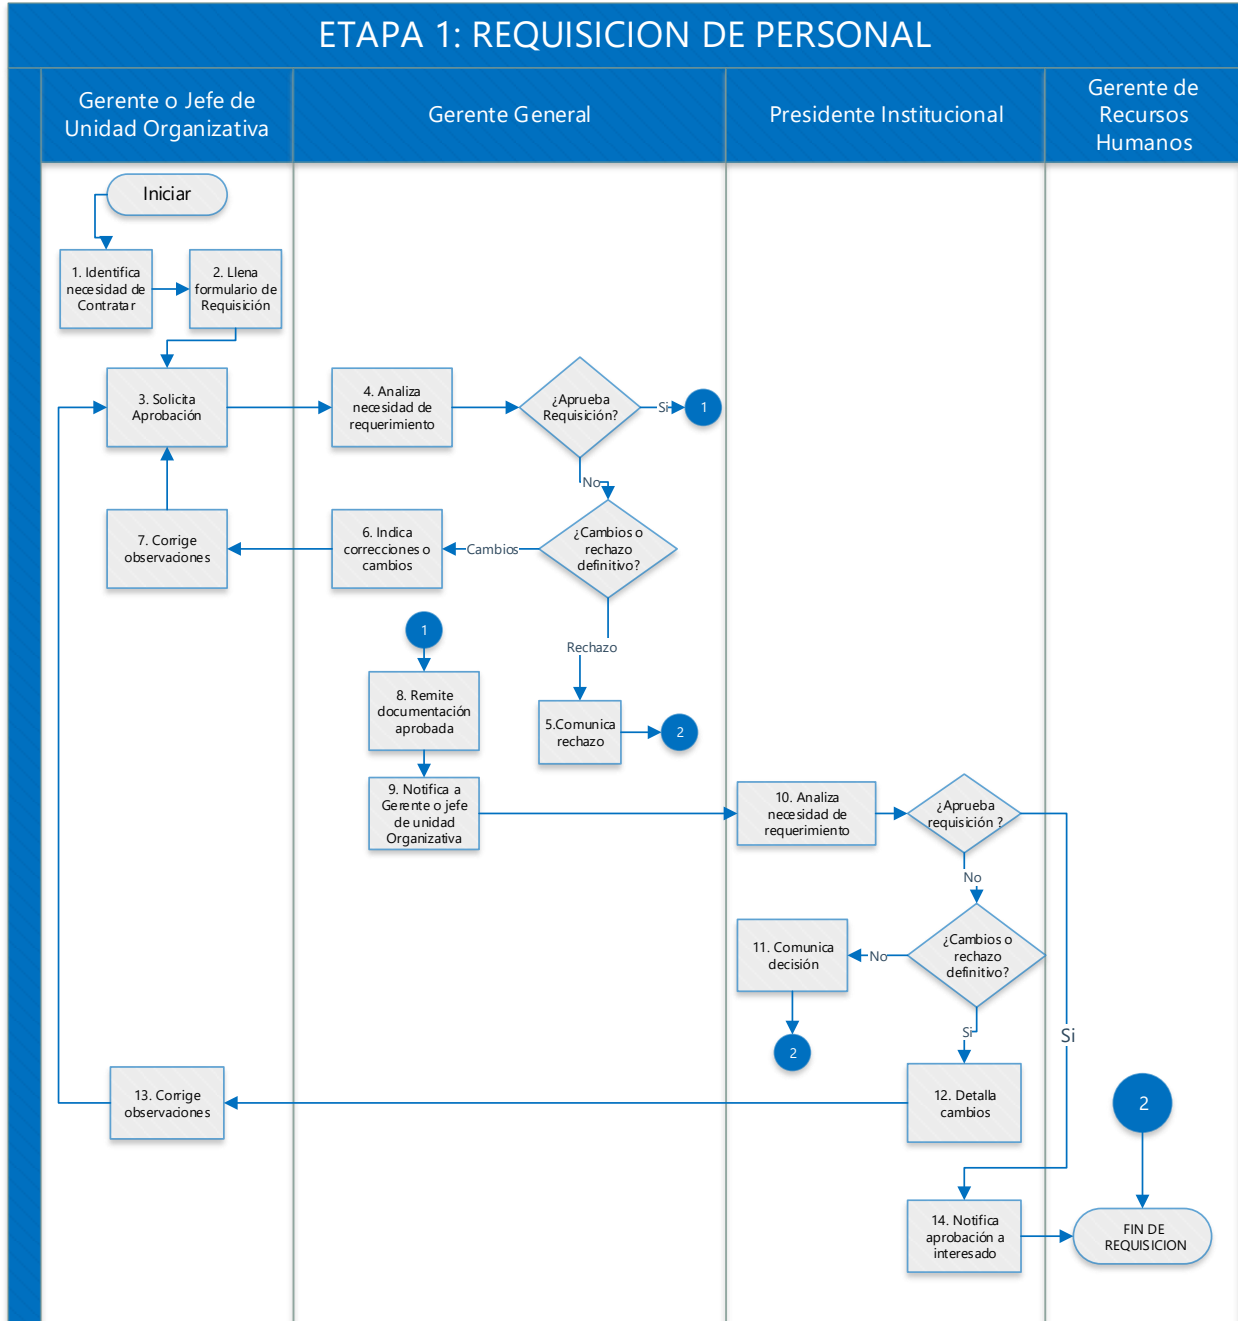 ETAPA 1: REQUISICION DE PERSONAL
Gerente o Jefe de
Unidad Organizativa
Gerente General
Presidente Institucional
Gerente de
Recursos
Humanos
Iniciar
1. Identifica
necesidad de
Contratar
2. Llena
formulario de
Requisición
3. Solicita
Aprobación
4. Analiza
necesidad de
requerimiento
¿Aprueba
Requisición?
Si
1
No
7. Corrige
observaciones
6. Indica
correcciones o
cambios
Cambios
¿Cambios o
rechazo
definitivo?
1
Rechazo
8. Remite
documentación
aprobada
5.Comunica
rechazo
2
9. Notifica a
Gerente o jefe
de unidad
Organizativa
10. Analiza
necesidad de
requerimiento
¿Aprueba
requisición ?
No
11. Comunica
decisión
No
¿Cambios o
rechazo
definitivo?
2
Si
Si
13. Corrige
observaciones
12. Detalla
cambios
2
14. Notifica
aprobación a
interesado
FIN DE
REQUISICION